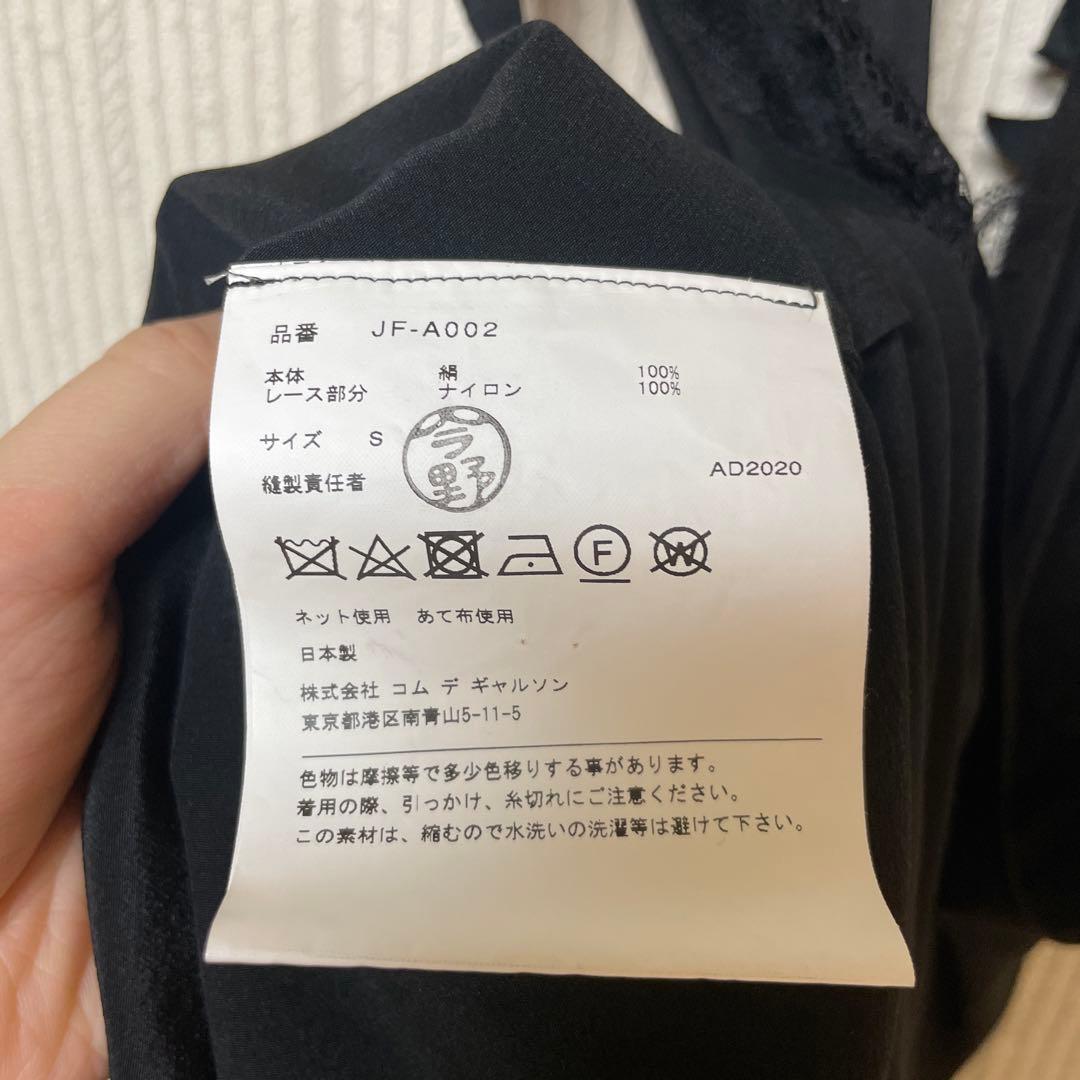 品番 JF-A002
本体 絹 100%
レース部分 ナイロン 100%
サイズ S
今野
縫製責任者
AD2020
F W
ネット使用 あて布使用
日本製
株式会社 コム デ ギャルソン
東京都港区南青山5-11-5
色物は摩擦等で多少色移りする事があります。
着用の際、引っかけ、糸切れにご注意ください。
この素材は、縮むので水洗いの洗濯等は避けて下さい。